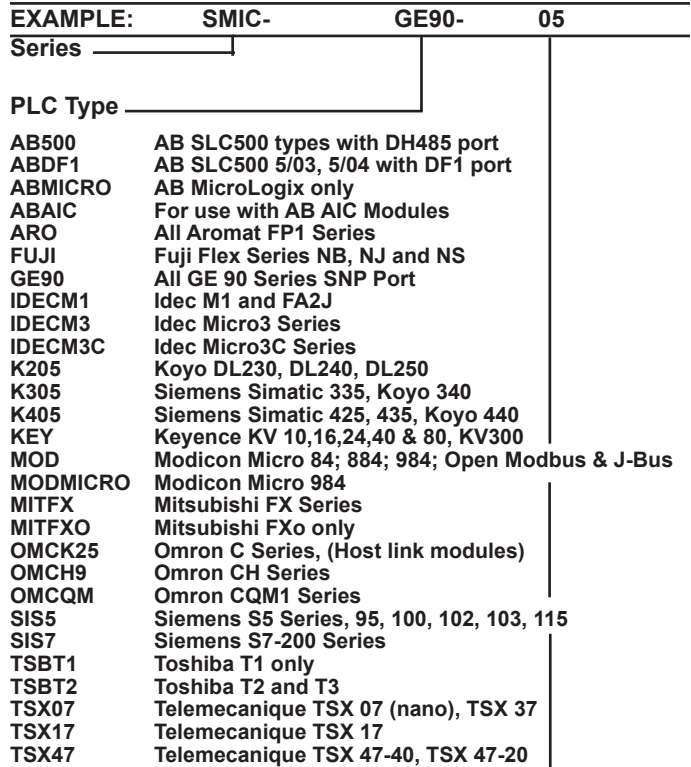 EXAMPLE: SMIC- GE90- 05
Series
PLC Type
AB500 AB SLC500 types with DH485 port
ABDF1 AB SLC500 5/03, 5/04 with DF1 port
ABMICRO AB MicroLogix only
ABAIC For use with AB AIC Modules
ARO All Aromat FP1 Series
FUJI Fuji Flex Series NB, NJ and NS
GE90 All GE 90 Series SNP Port
IDECM1 Idec M1 and FA2J
IDECM3 Idec Micro3 Series
IDECM3C Idec Micro3C Series
K205 Koyo DL230, DL240, DL250
K305 Siemens Simatic 335, Koyo 340
K405 Siemens Simatic 425, 435, Koyo 440
KEY Keyence KV 10,16,24,40 & 80, KV300
MOD Modicon Micro 84; 884; 984; Open Modbus & J-Bus
MODMICRO Modicon Micro 984
MITFX Mitsubishi FX Series
MITFXO Mitsubishi FXo only
OMCK25 Omron C Series, (Host link modules)
OMCH9 Omron CH Series
OMCQM Omron CQM1 Series
SIS5 Siemens S5 Series, 95, 100, 102, 103, 115
SIS7 Siemens S7-200 Series
TSBT1 Toshiba T1 only
TSBT2 Toshiba T2 and T3
TSX07 Telemecanique TSX 07 (nano), TSX 37
TSX17 Telemecanique TSX 17
TSX47 Telemecanique TSX 47-40, TSX 47-20